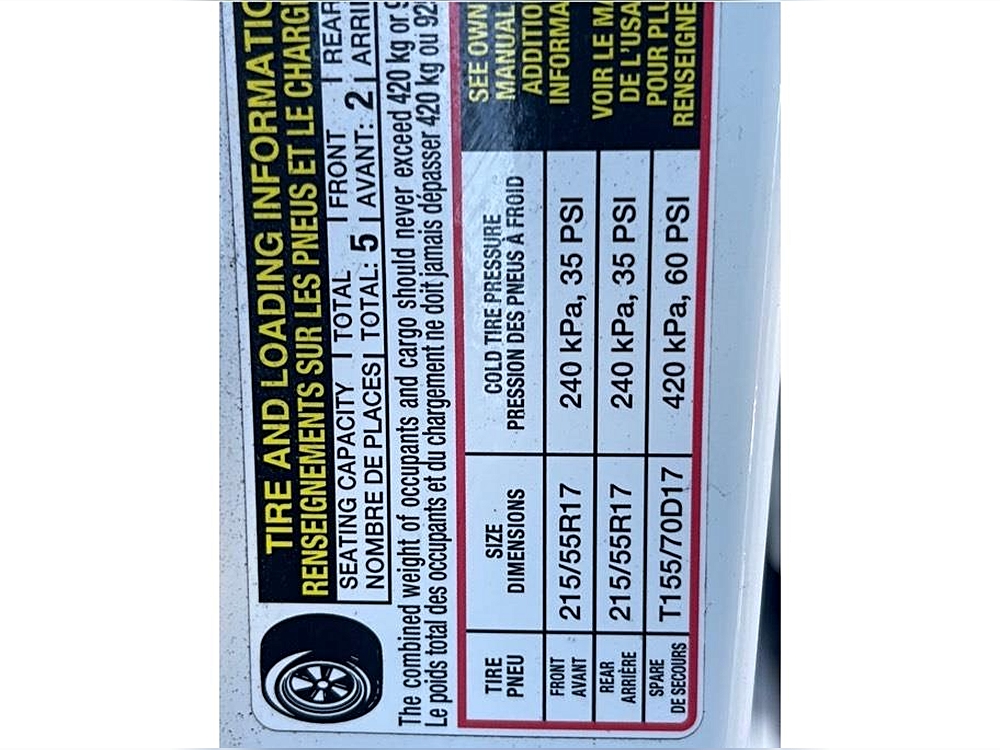 TIRE AND LOADING
RENSEIGNEMENTS SUR LES PNEUS ET LE
SEATING CAPACITY | TOTAL | FRONT | REAR
NOMBRE DE PLACES | TOTAL: 5 | AVANT: 2
The combined weight of occupants and cargo should never exceed 420 kg or
Le poids total des occupants et du chargement ne doit jamais dépasser 420 kg ou
TIRE SIZE COLD TIRE PRESSURE
PNEU DIMENSIONS PRESSION DES PNEUS À FROID
FRONT 215/55R17 240 kPa, 35 PSI
AVANT
REAR 215/55R17 240 kPa, 35 PSI
ARRIÈRE
SPARE T155/70D17 420 kPa, 60 PSI
DE SECOURS
SEE OWN
MANUAL
ADDITIO
INFORMA
VOIR LE MA
DE L'USA
POUR PLU
RENSEIGNE